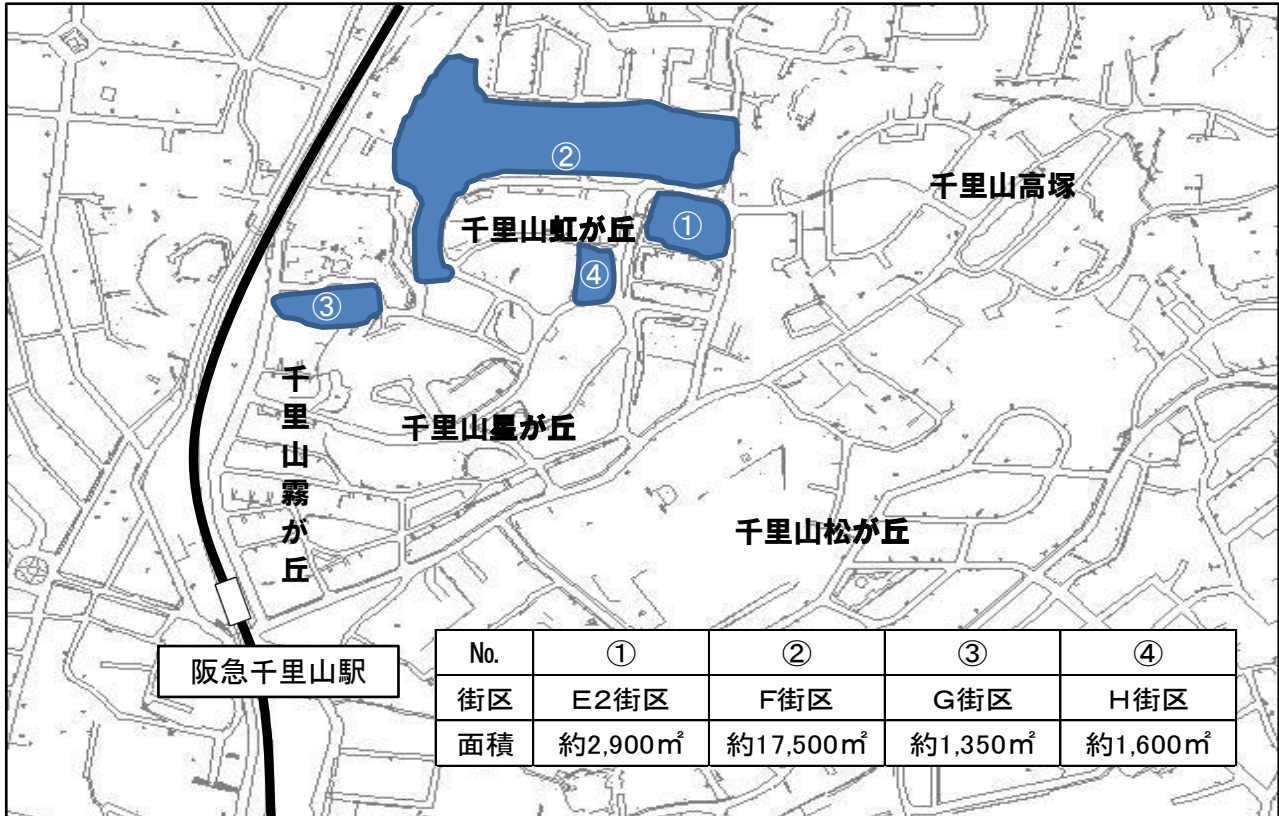 ②
千里山高塚
千里山虹が丘
①
④
③
千里山霧が丘
千里山星が丘
千里山松が丘
阪急千里山駅
No. ① ② ③ ④
街区 E2街区 F街区 G街区 H街区
面積 約2,900㎡ 約17,500㎡ 約1,350㎡ 約1,600㎡